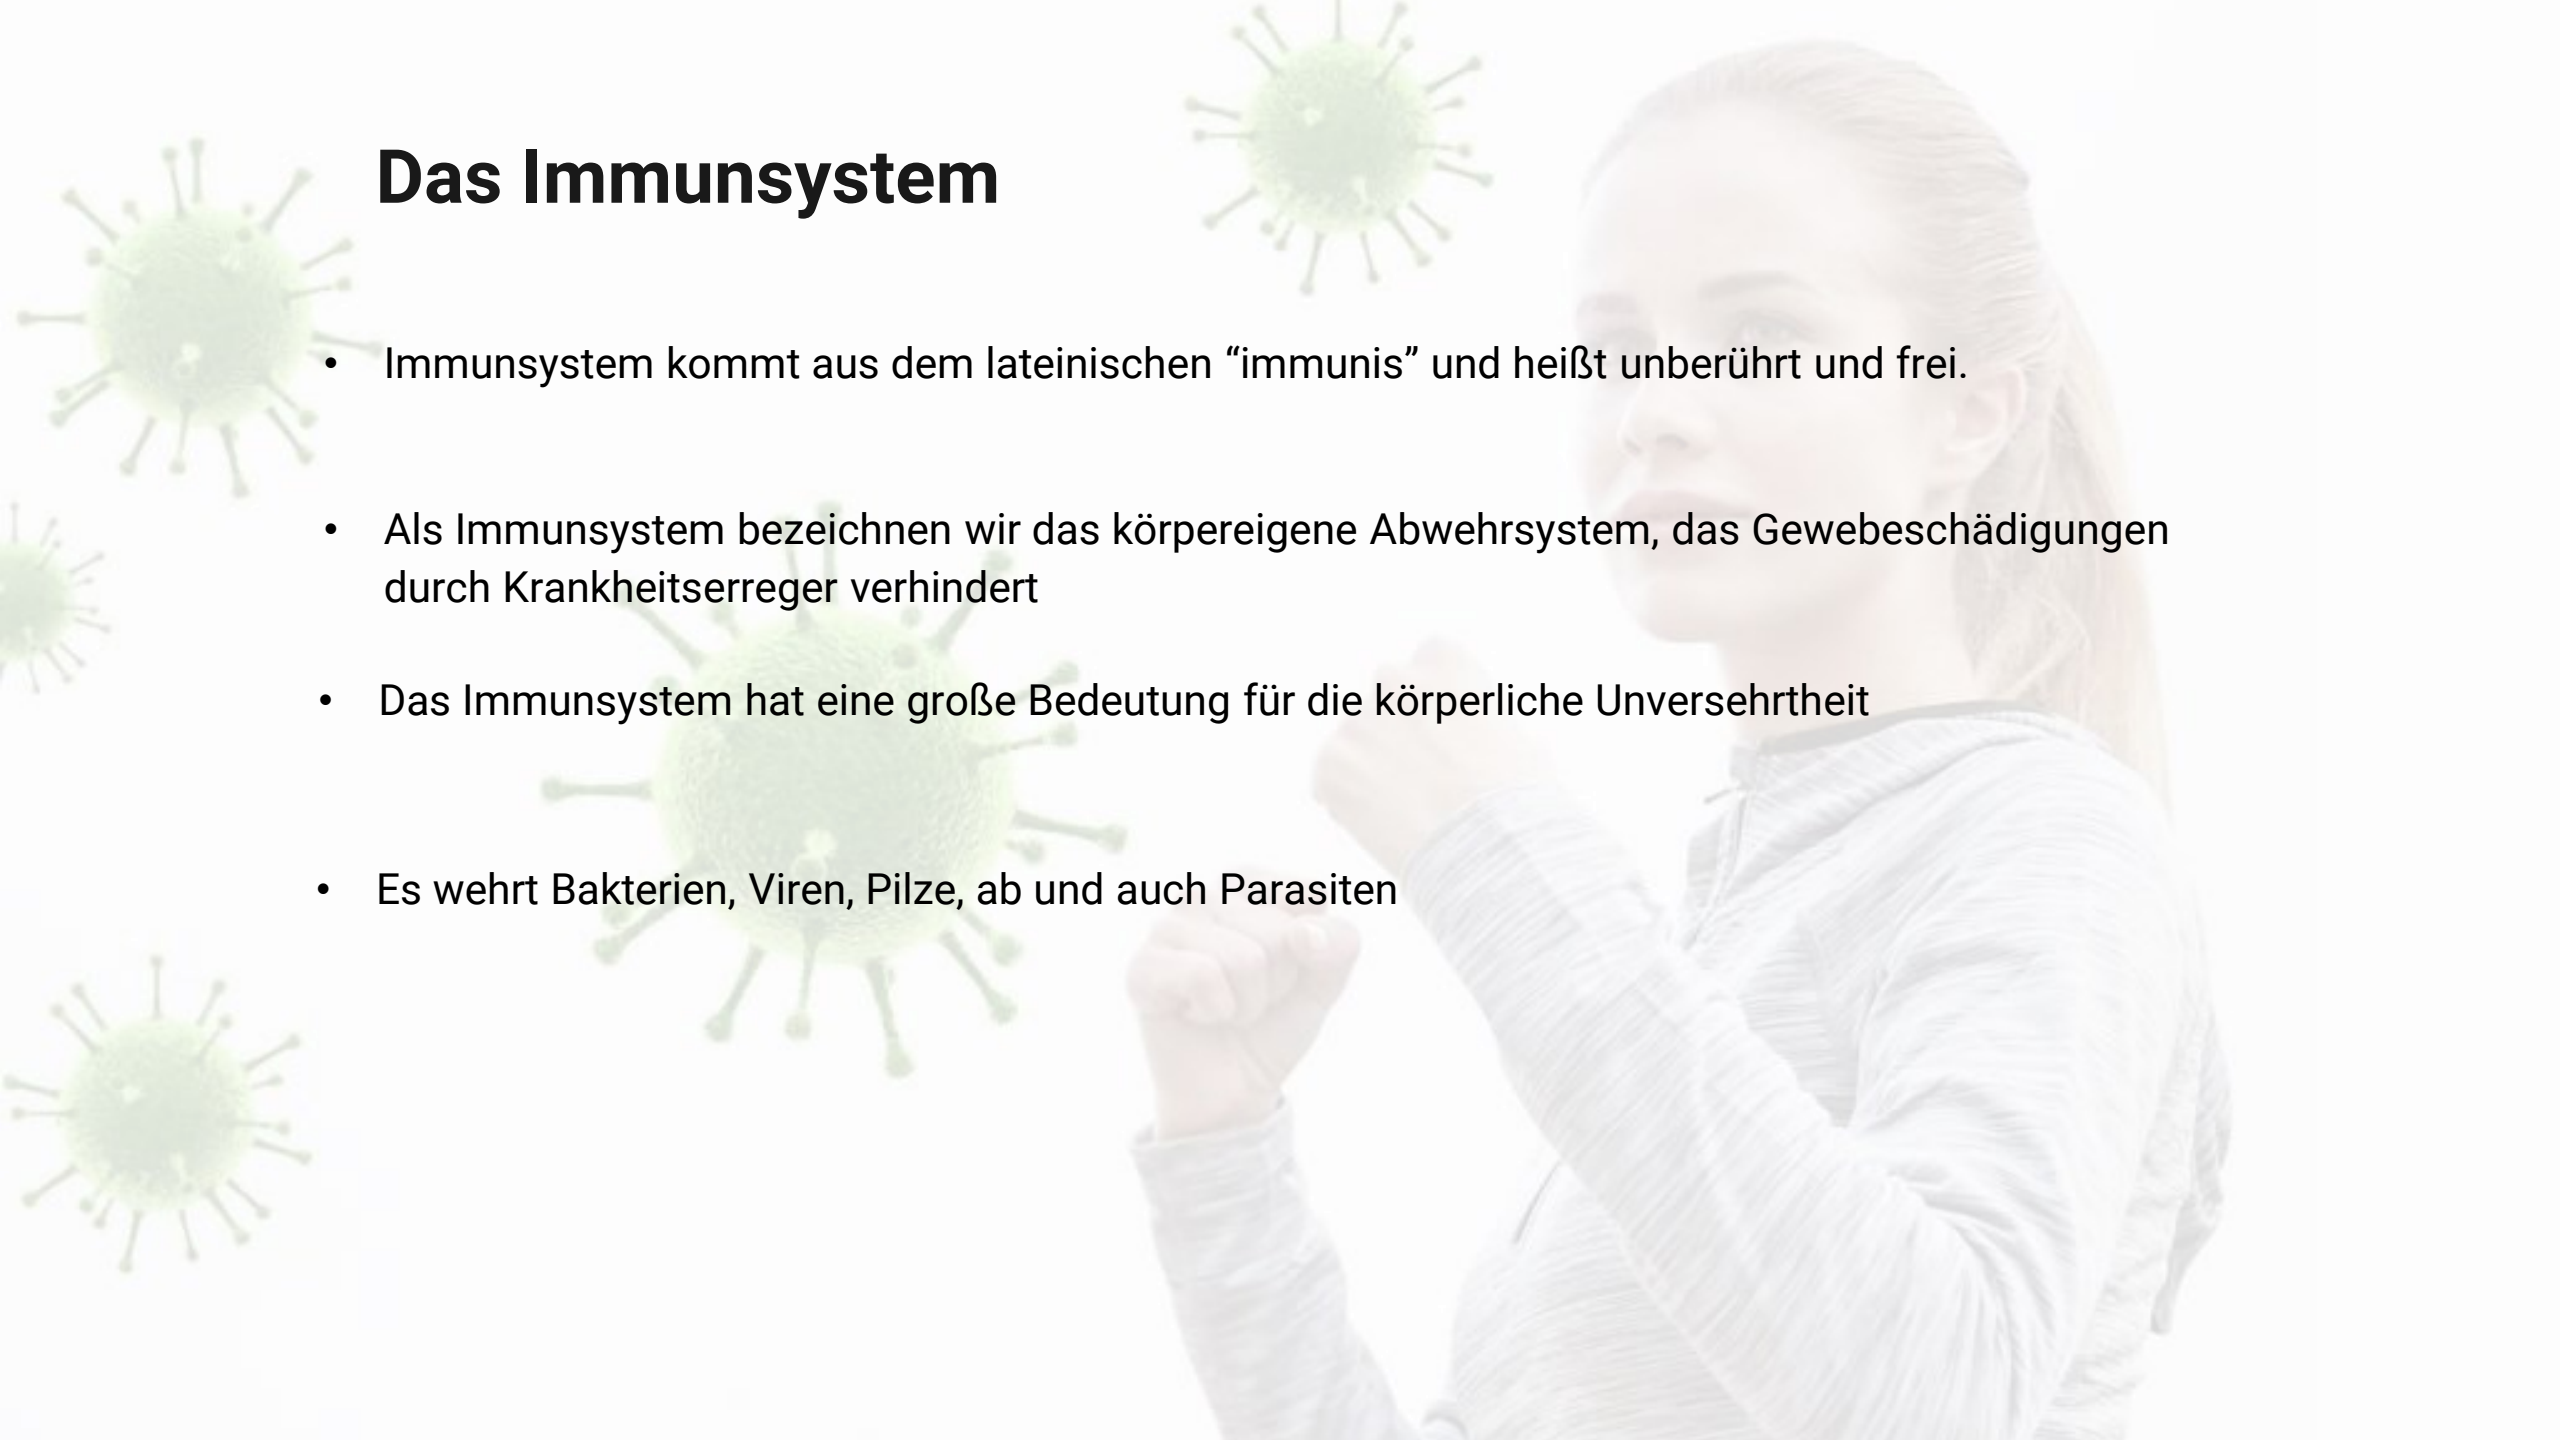 Das Immunsystem
• Immunsystem kommt aus dem lateinischen “immunis” und heißt unberührt und frei.
• Als Immunsystem bezeichnen wir das körpereigene Abwehrsystem, das Gewebeschädigungen
durch Krankheitserreger verhindert
• Das Immunsystem hat eine große Bedeutung für die körperliche Unversehrtheit
• Es wehrt Bakterien, Viren, Pilze, ab und auch Parasiten